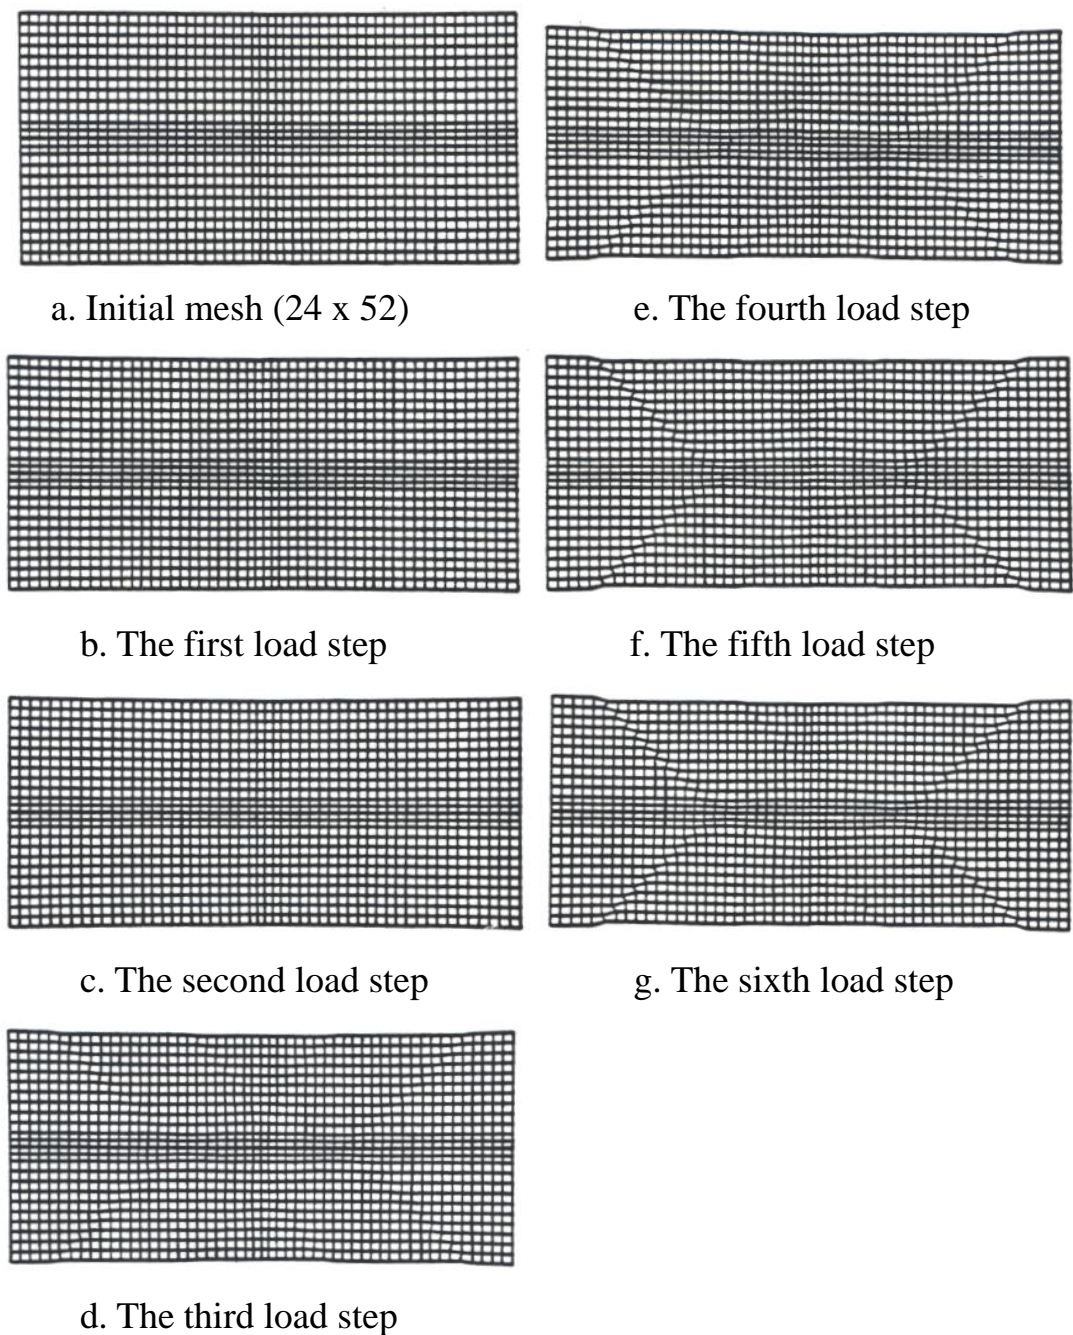 a. Initial mesh (24 x 52)
e. The fourth load step
b. The first load step
f. The fifth load step
c. The second load step
g. The sixth load step
d. The third load step